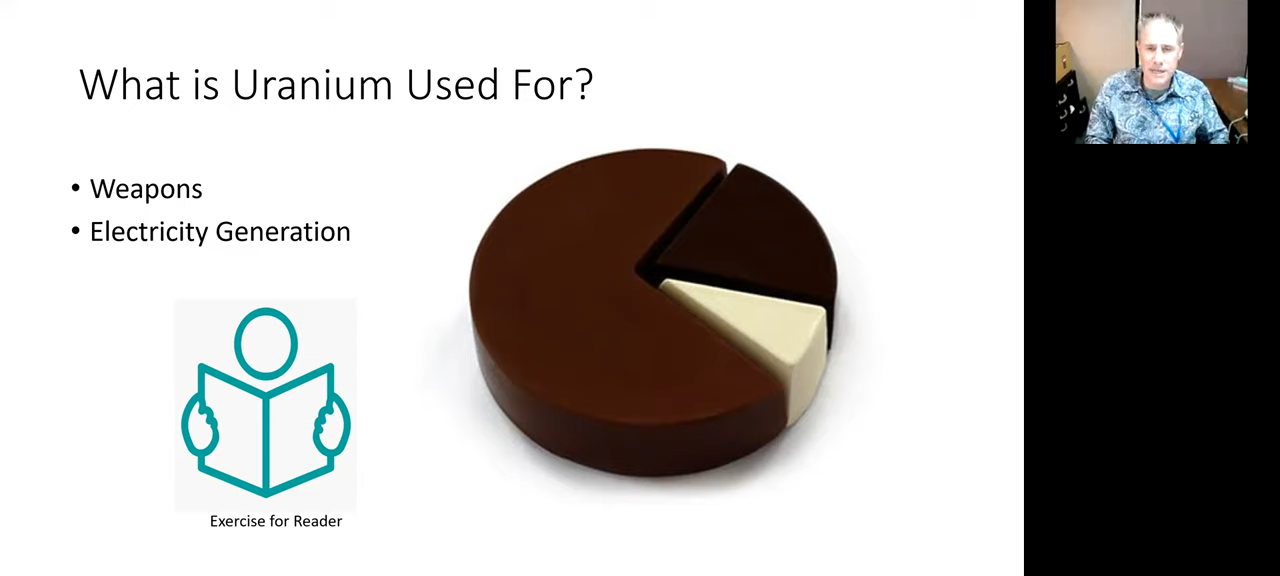 What is Uranium Used For?
• Weapons
• Electricity Generation
Exercise for Reader